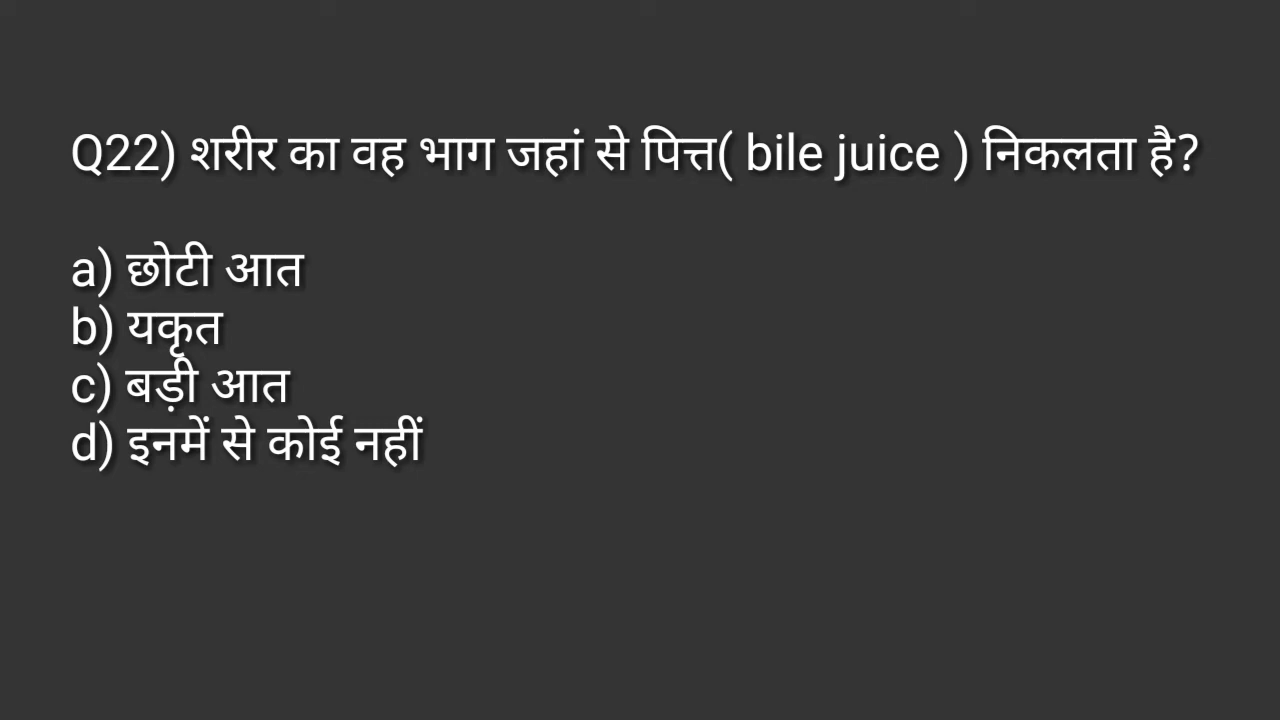 Q22) शरीर का वह भाग जहां से पित्त( bile juice ) निकलता है?
a) छोटी आत
b) यकृत
c) बड़ी आत
d) इनमें से कोई नहीं